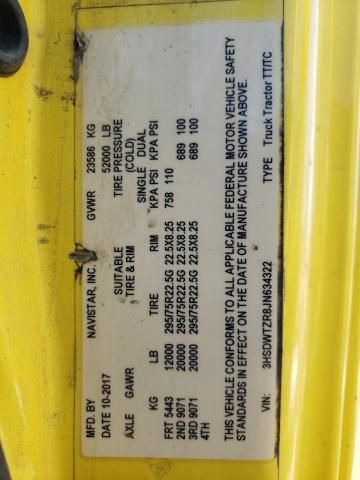 MFD. BY NAVISTAR, INC. GVWR 23586 KG
DATE 10-2017 52000 LB
AXLE GAWR SUITABLE TIRE & RIM TIRE PRESSURE (COLD)
SINGLE DUAL
KG LB TIRE RIM KPA PSI KPA PSI
FRT 5443 12000 295/75R22.5G 22.5X8.25 758 110
2ND 9071 20000 295/75R22.5G 22.5X8.25 689 100
3RD 9071 20000 295/75R22.5G 22.5X8.25 689 100
4TH
THIS VEHICLE CONFORMS TO ALL APPLICABLE FEDERAL MOTOR VEHICLE SAFETY
STANDARDS IN EFFECT ON THE DATE OF MANUFACTURE SHOWN ABOVE.
VIN: 3HSDWTZR8JN634322 TYPE Truck Tractor TT/TC